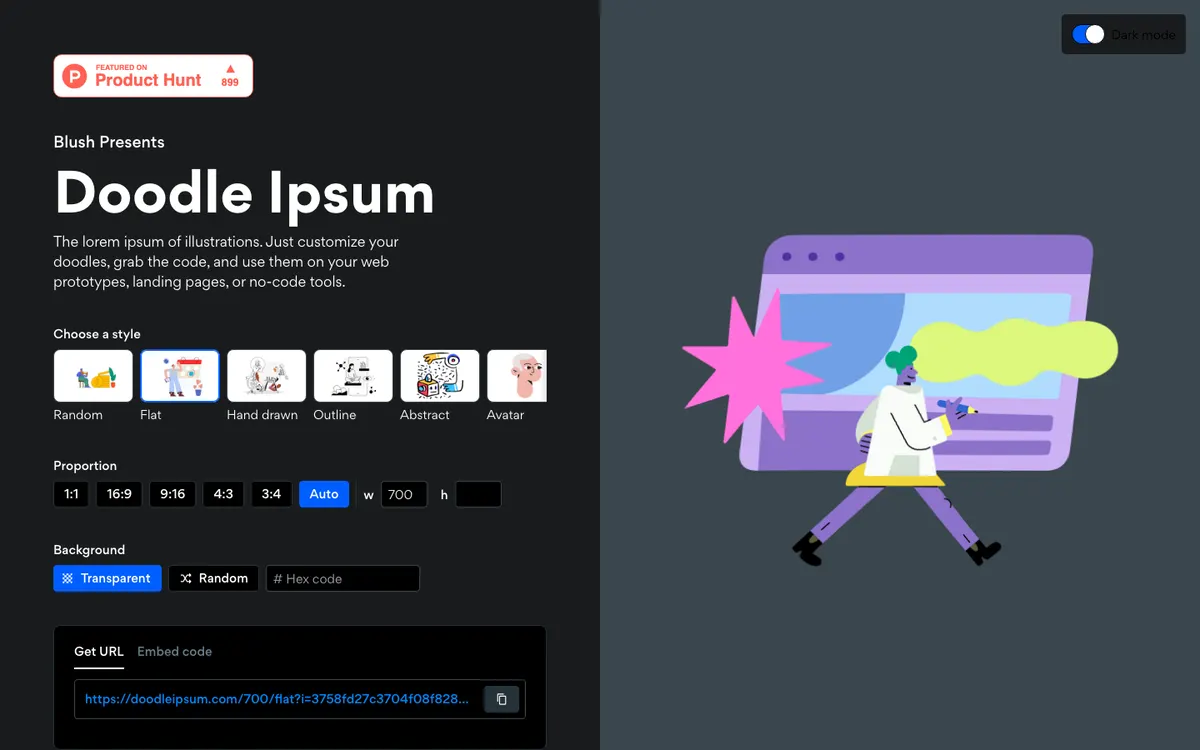 FEATURED ON
Product Hunt
899
Dark mode
Blush Presents
Doodle Ipsum
The lorem ipsum of illustrations. Just customize your
doodles, grab the code, and use them on your web
prototypes, landing pages, or no-code tools.
Choose a style
Random Flat Hand drawn Outline Abstract Avatar
Proportion
1:1 16:9 9:16 4:3 3:4 Auto w 700 h
Background
Transparent Random # Hex code
Get URL Embed code
https://doodleipsum.com/700/flat?i=3758fd27c3704f08f828...